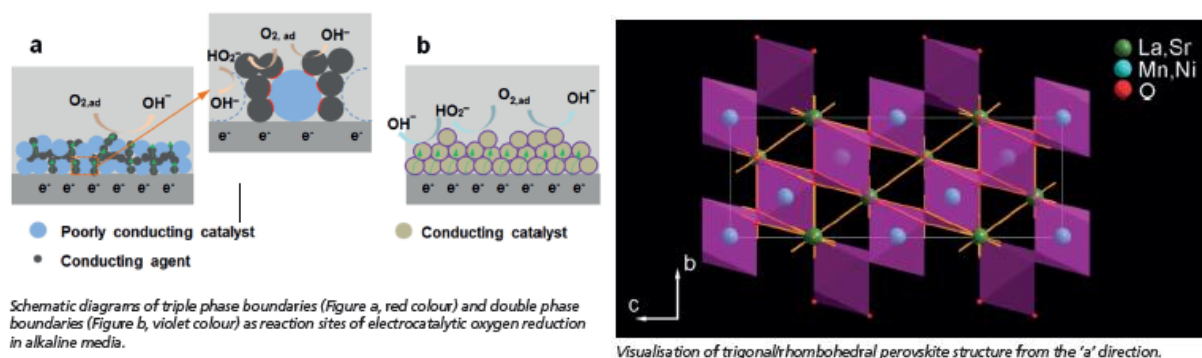 a
O2,ad
OH⁻
e⁻ e⁻ e⁻ e⁻ e⁻ e⁻
HO2⁻
O2, ad
OH⁻
OH⁻
e⁻ e⁻ e⁻ e⁻
b
OH⁻
HO2⁻
O2,ad
OH⁻
e⁻ e⁻ e⁻ e⁻ e⁻ e⁻
Poorly conducting catalyst
Conducting agent
Conducting catalyst
Schematic diagrams of triple phase boundaries (Figure a, red colour) and double phase
boundaries (Figure b, violet colour) as reaction sites of electrocatalytic oxygen reduction
in alkaline media.
La,Sr
Mn,Ni
O
b
c
Visualisation of trigonal/rhombohedral perovskite structure from the 'a' direction.